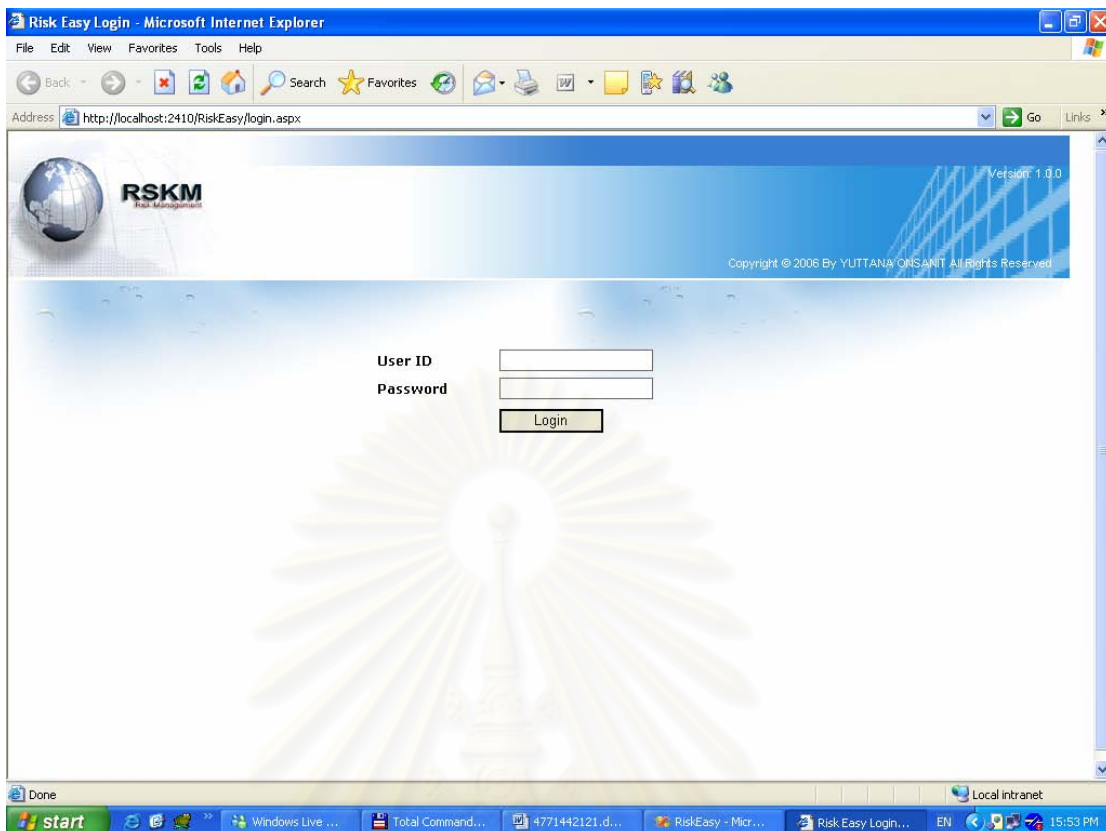 Risk Easy Login - Microsoft Internet Explorer
File Edit View Favorites Tools Help
Back Search Favorites
Address http://localhost:2410/RiskEasy/login.aspx Go Links »
RSKM
Risk Management
Version: 1.0.0
Copyright © 2006 By YUTTANA ONSANIT All Rights Reserved
User ID
Password
Login
Done Local intranet
start » Windows Live ... Total Command... 4771442121.d... RiskEasy - Micr... Risk Easy Login... EN 15:53 PM